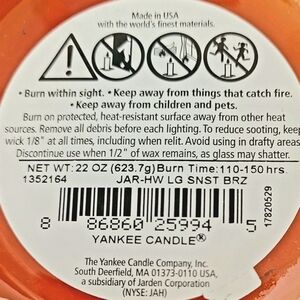 Made in USA
with the world's finest materials.
• Burn within sight. • Keep away from things that catch fire.
• Keep away from children and pets.
Burn on protected, heat-resistant surface away from other heat
sources. Remove all debris before each lighting. To reduce sooting, keep
wick 1/8" at all times, including when relit. Avoid using in drafty areas.
Discontinue use when 1/2" of wax remains, as glass may shatter.
NET WT: 22 OZ (623.7g) Burn Time: 110-150 hrs.
1352164 JAR-HW LG SNST BRZ
8 86860 25994 5
17820529
YANKEE CANDLE®
The Yankee Candle Company, Inc.
South Deerfield, MA 01373-0110 USA
a subsidiary of Jarden Corporation
(NYSE: JAH)